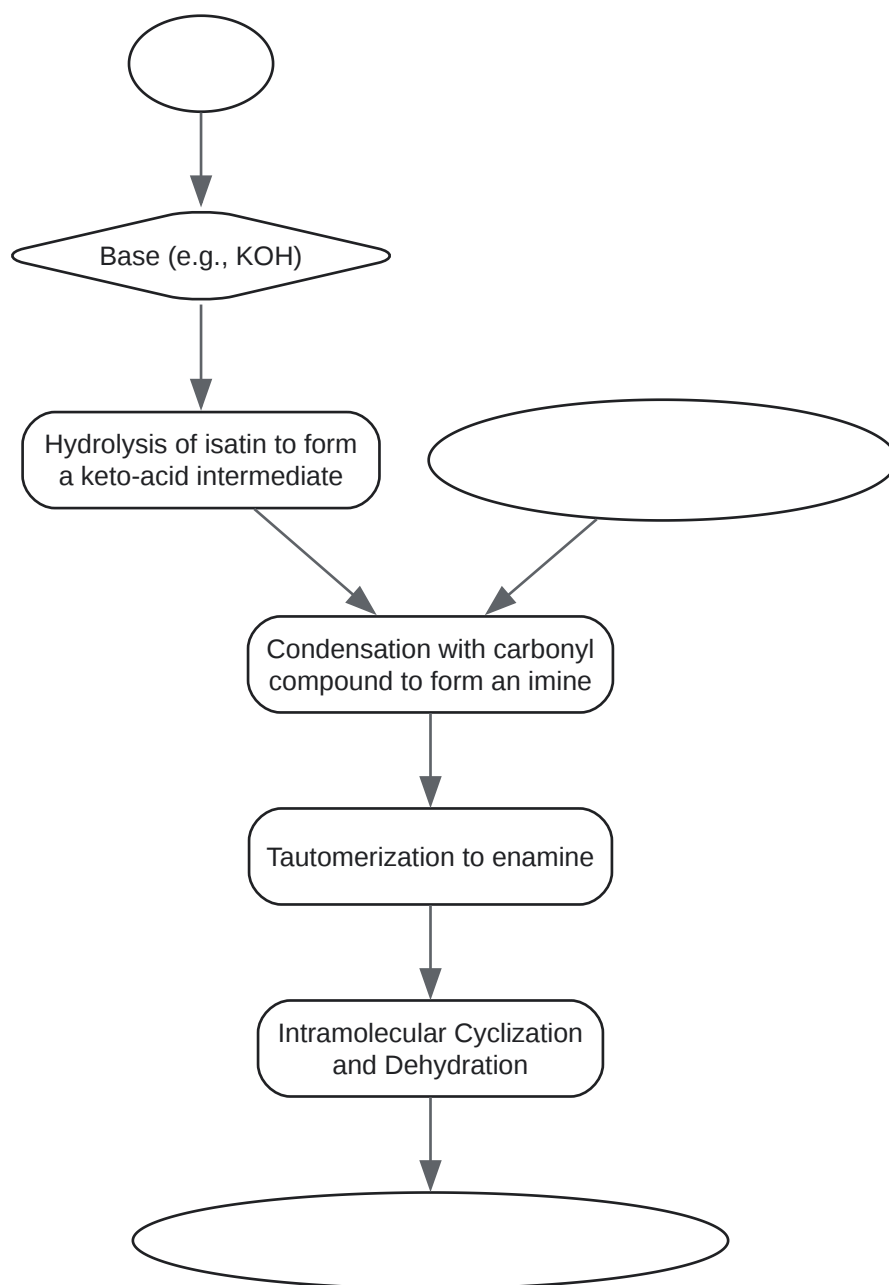 Base (e.g., KOH)
Hydrolysis of isatin to form
a keto-acid intermediate
Condensation with carbonyl
compound to form an imine
Tautomerization to enamine
Intramolecular Cyclization
and Dehydration